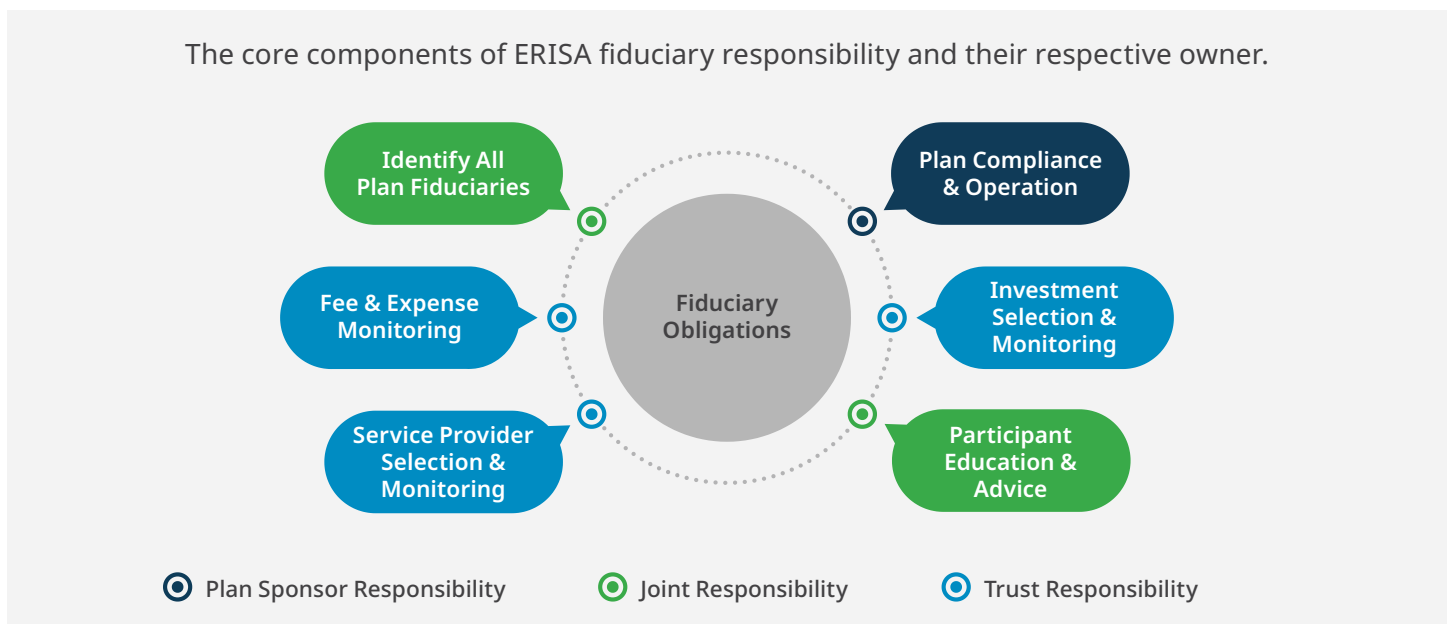 The core components of ERISA fiduciary responsibility and their respective owner.
Identify All
Plan Fiduciaries
Plan Compliance
& Operation
Fee & Expense
Monitoring
Fiduciary
Obligations
Investment
Selection &
Monitoring
Service Provider
Selection &
Monitoring
Participant
Education &
Advice
Plan Sponsor Responsibility
Joint Responsibility
Trust Responsibility